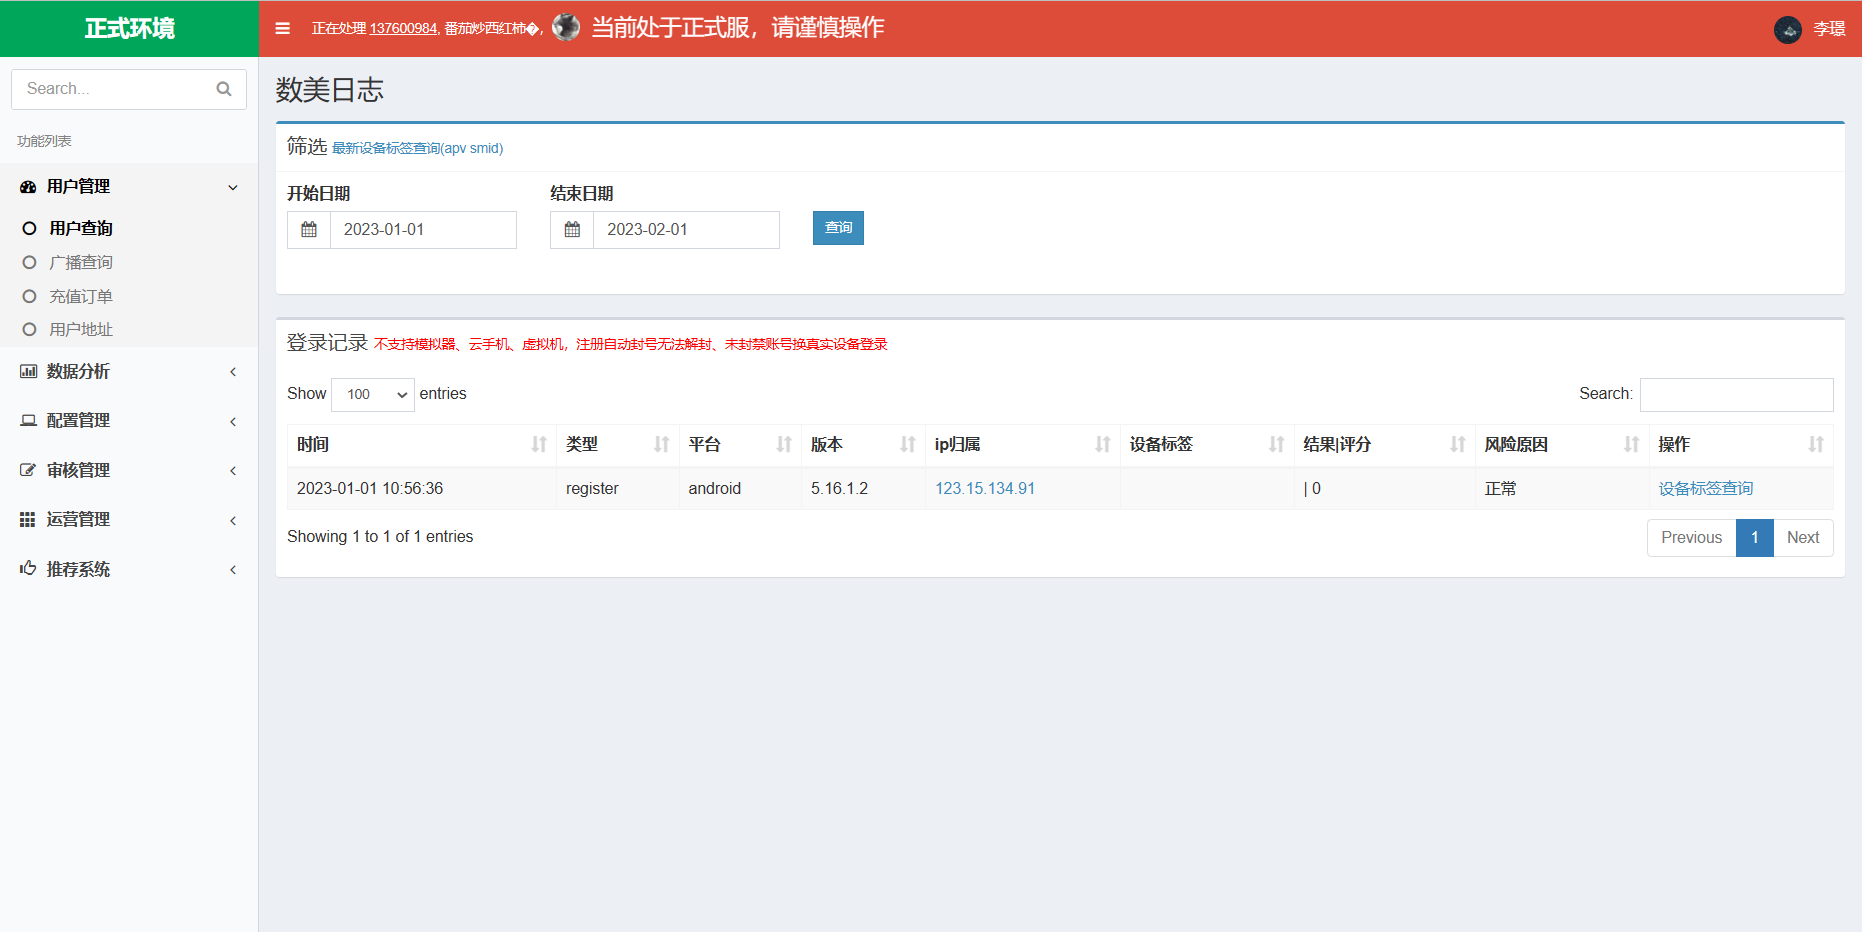 正式环境
正在处理 137600984, 番茄炒西红柿�, 当前处于正式服，请谨慎操作
李璟
Search...
功能列表
用户管理
用户查询
广播查询
充值订单
用户地址
数据分析
配置管理
审核管理
运营管理
推荐系统
数美日志
筛选 最新设备标签查询(apv smid)
开始日期 结束日期
2023-01-01 2023-02-01 查询
登录记录 不支持模拟器、云手机、虚拟机，注册自动封号无法解封、未封禁账号换真实设备登录
Show 100 entries Search:
时间 类型 平台 版本 ip归属 设备标签 结果|评分 风险原因 操作
2023-01-01 10:56:36 register android 5.16.1.2 123.15.134.91 | 0 正常 设备标签查询
Showing 1 to 1 of 1 entries Previous 1 Next